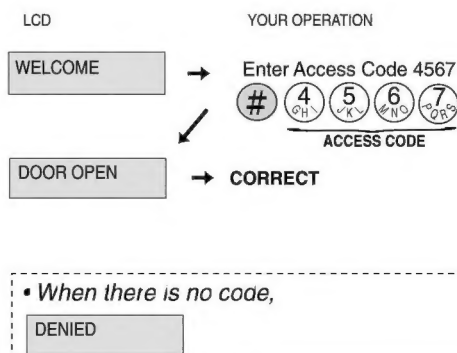 LCD YOUR OPERATION
WELCOME
Enter Access Code 4567
# 4 GHI 5 JKL 6 MNO 7 PQRS
ACCESS CODE
DOOR OPEN
CORRECT
• When there is no code,
DENIED